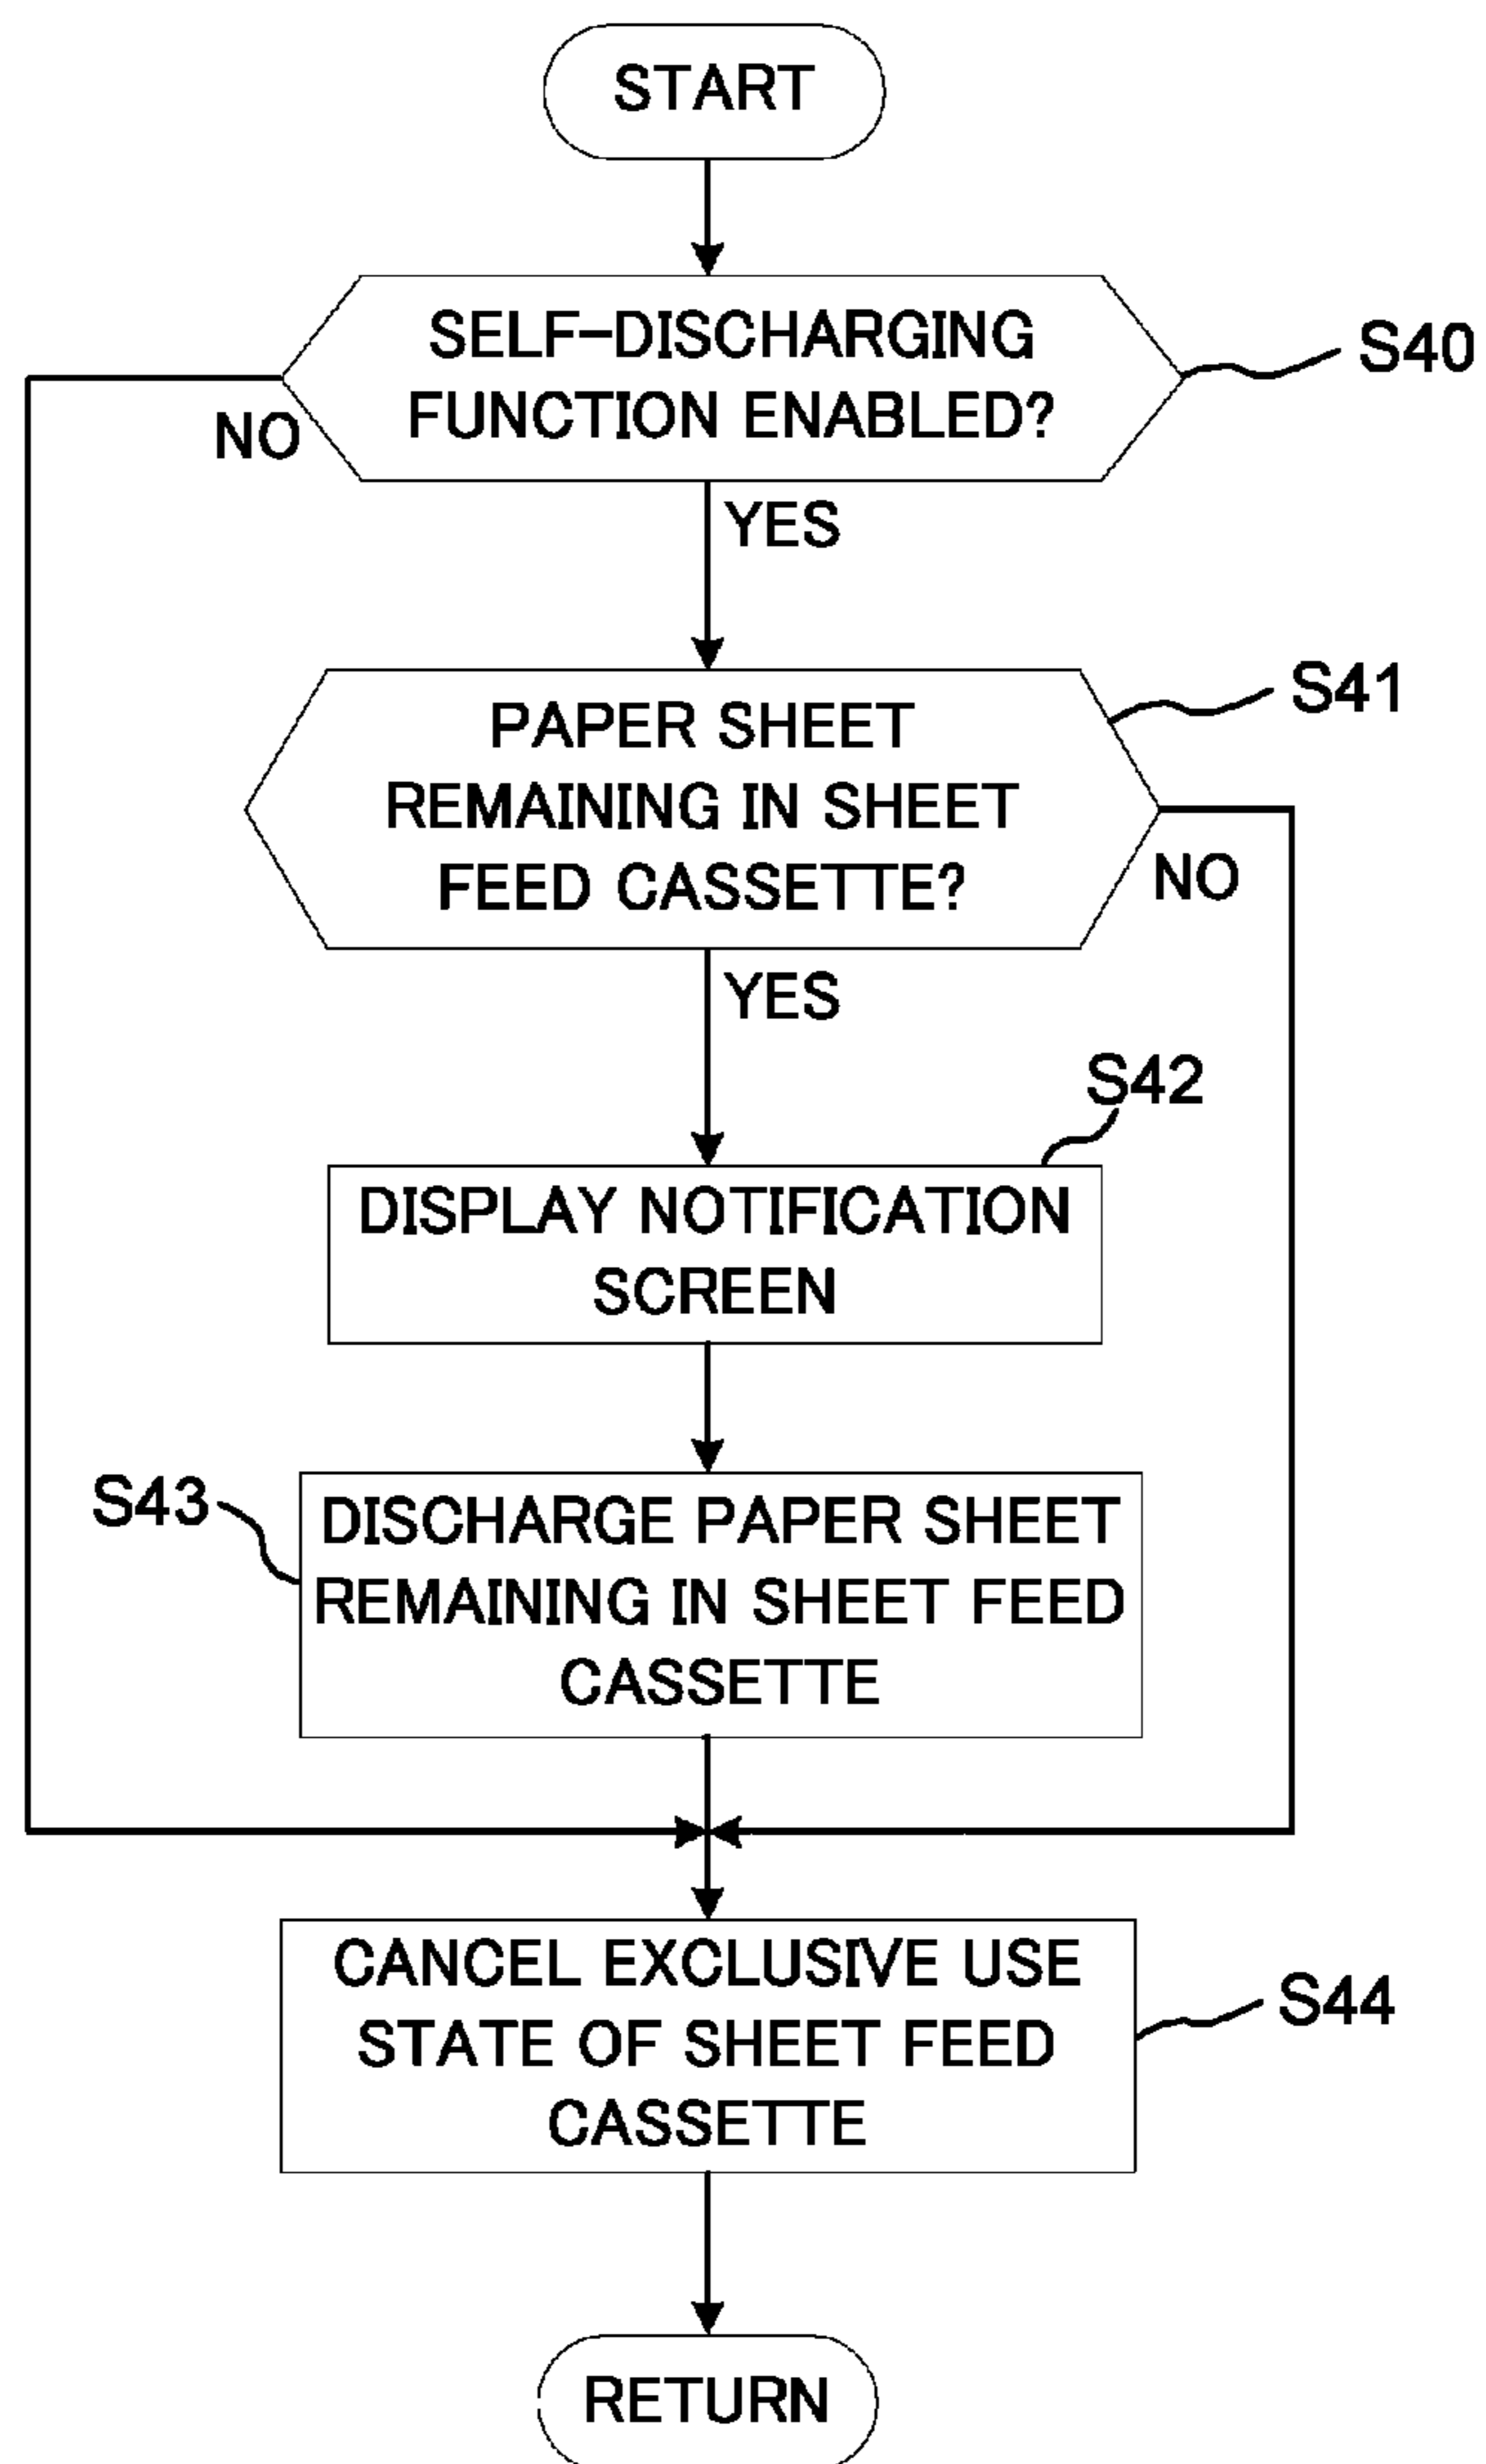 START
SELF-DISCHARGING
FUNCTION ENABLED?
S40
NO
YES
PAPER SHEET
REMAINING IN SHEET
FEED CASSETTE?
S41
NO
YES
S42
DISPLAY NOTIFICATION
SCREEN
S43
DISCHARGE PAPER SHEET
REMAINING IN SHEET FEED
CASSETTE
CANCEL EXCLUSIVE USE
STATE OF SHEET FEED
CASSETTE
S44
RETURN